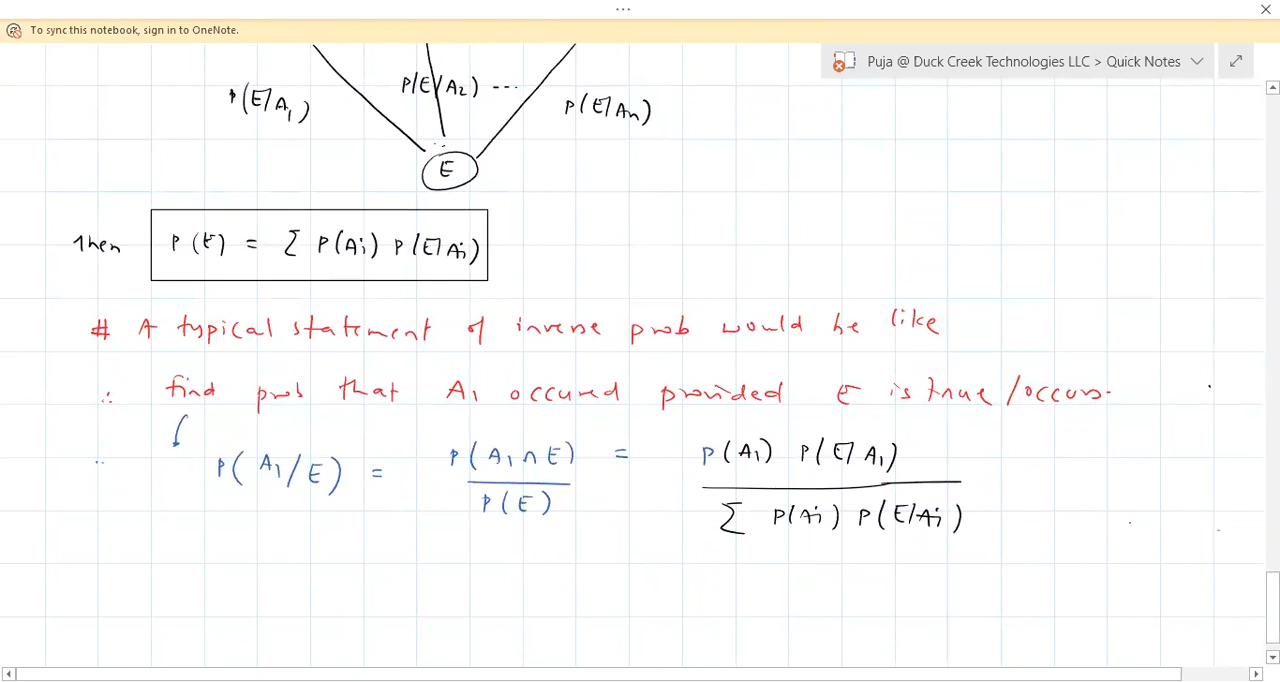 To sync this notebook, sign in to OneNote.
Puja @ Duck Creek Technologies LLC > Quick Notes
P(E/A₁) P(E/A₂) --- P(E/Aₙ)
E
Then P(E) = Σ P(Ai) P(E/Ai)
# A typical statement of inverse prob would be like
∴ find prob that A₁ occured provided E is true/occurs.
∴ P(A₁/E) = P(A₁∩E) / P(E) = P(A₁) P(E/A₁) / Σ P(Ai) P(E/Ai)